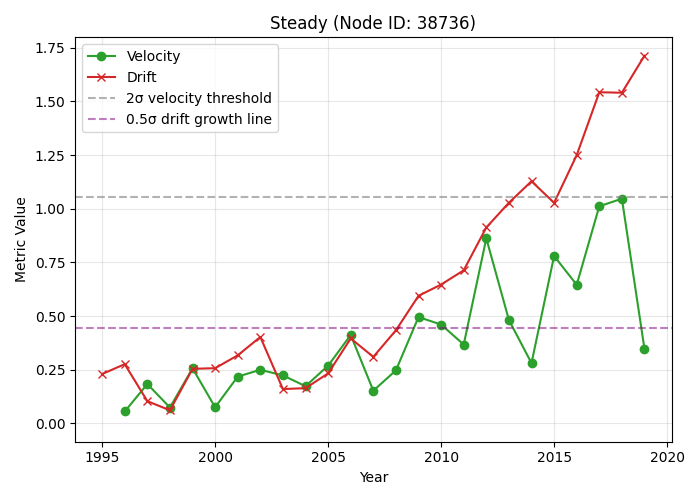 Steady (Node ID: 38736)
Velocity
Drift
2σ velocity threshold
0.5σ drift growth line
Metric Value
1.75
1.50
1.25
1.00
0.75
0.50
0.25
0.00
1995 2000 2005 2010 2015 2020
Year